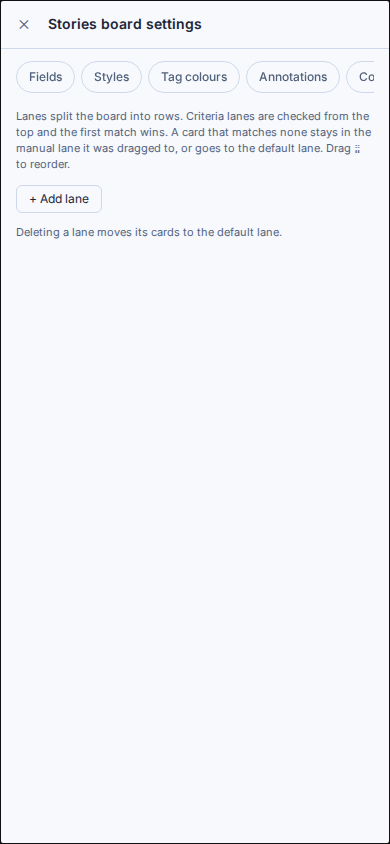 Stories board settings
Fields Styles Tag colours Annotations Co
Lanes split the board into rows. Criteria lanes are checked from the
top and the first match wins. A card that matches none stays in the
manual lane it was dragged to, or goes to the default lane. Drag ⠿
to reorder.
+ Add lane
Deleting a lane moves its cards to the default lane.